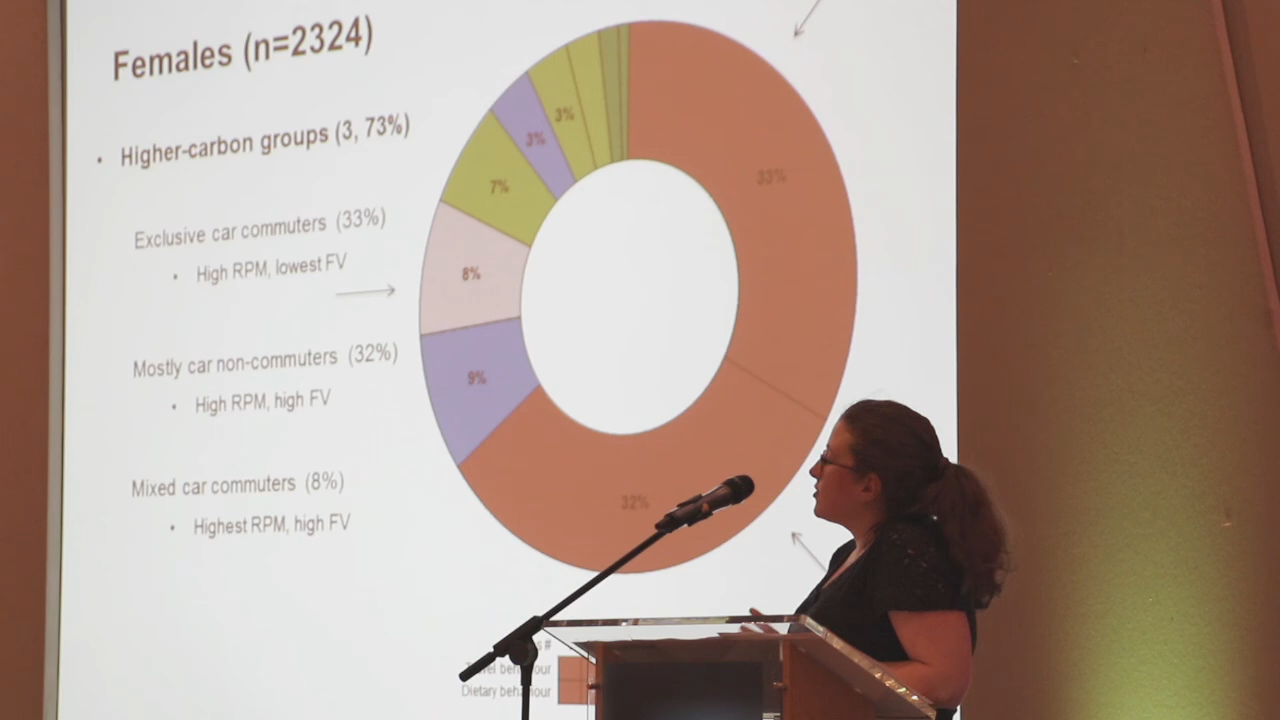 Females (n=2324)
• Higher-carbon groups (3, 73%)
Exclusive car commuters (33%)
• High RPM, lowest FV
Mostly car non-commuters (32%)
• High RPM, high FV
Mixed car commuters (8%)
• Highest RPM, high FV
3%
3%
7%
33%
8%
9%
32%
Dietary